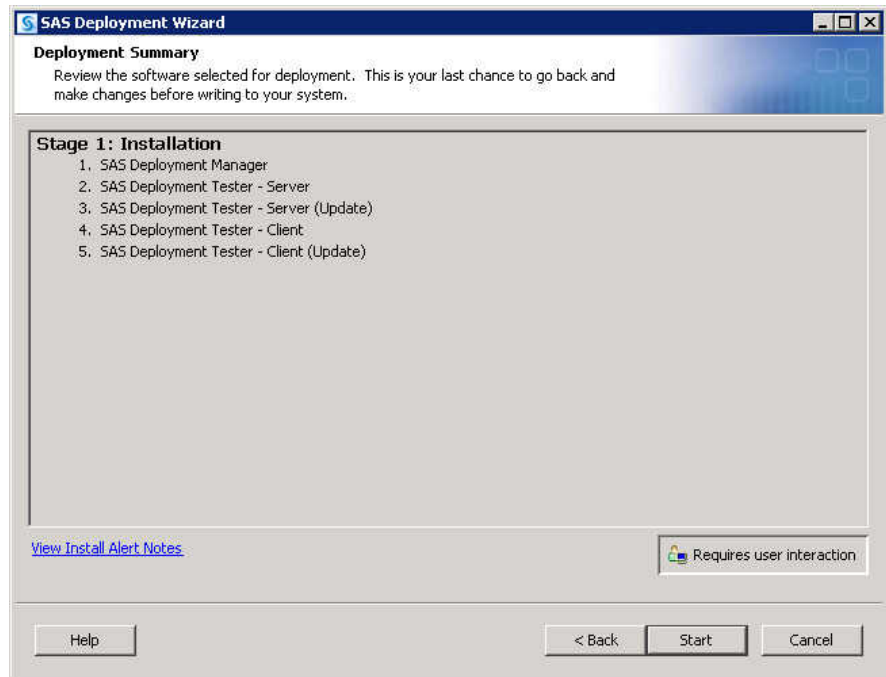 SAS Deployment Wizard
Deployment Summary
Review the software selected for deployment. This is your last chance to go back and
make changes before writing to your system.
Stage 1: Installation
1. SAS Deployment Manager
2. SAS Deployment Tester - Server
3. SAS Deployment Tester - Server (Update)
4. SAS Deployment Tester - Client
5. SAS Deployment Tester - Client (Update)
View Install Alert Notes
Requires user interaction
Help
< Back
Start
Cancel